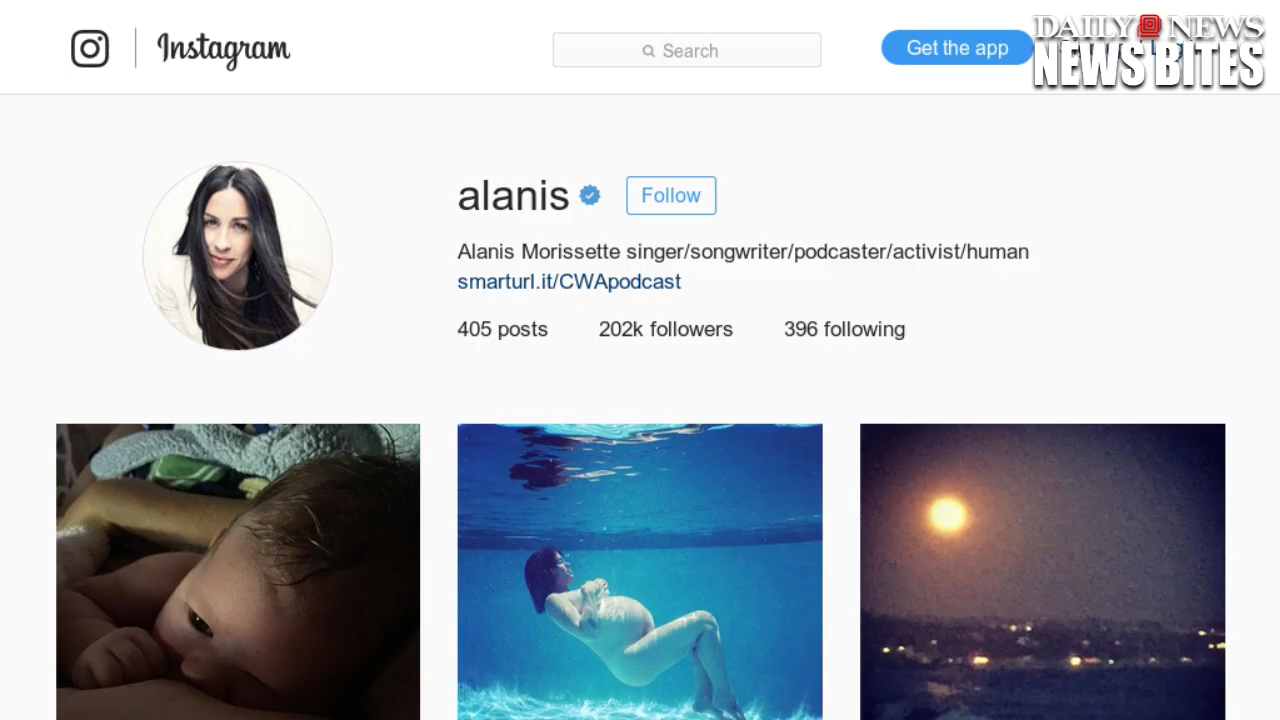 Instagram
Search
Get the app
DAILY NEWS
NEWS BITES
alanis
Follow
Alanis Morissette singer/songwriter/podcaster/activist/human
smarturl.it/CWApodcast
405 posts 202k followers 396 following